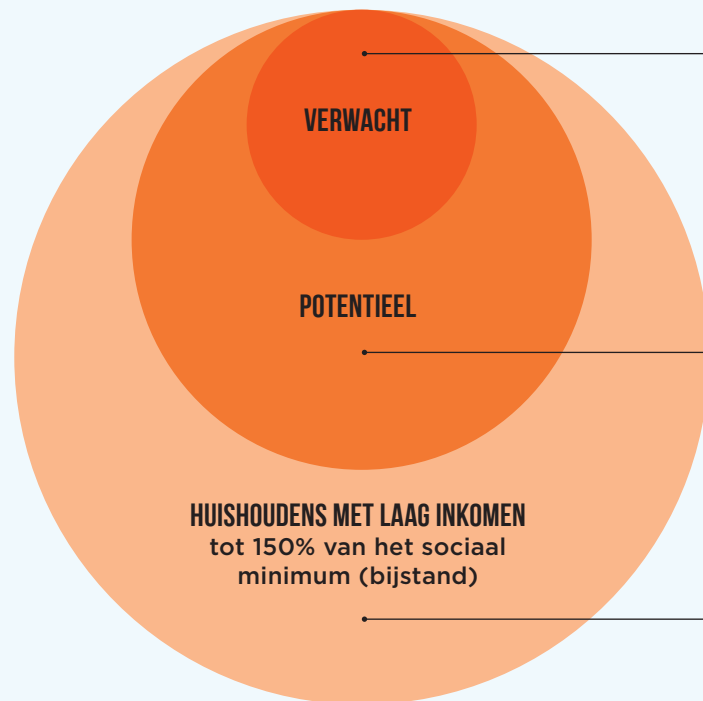 VERWACHT
POTENTIEEL
HUISHOUDENS MET LAAG INKOMEN
tot 150% van het sociaal
minimum (bijstand)